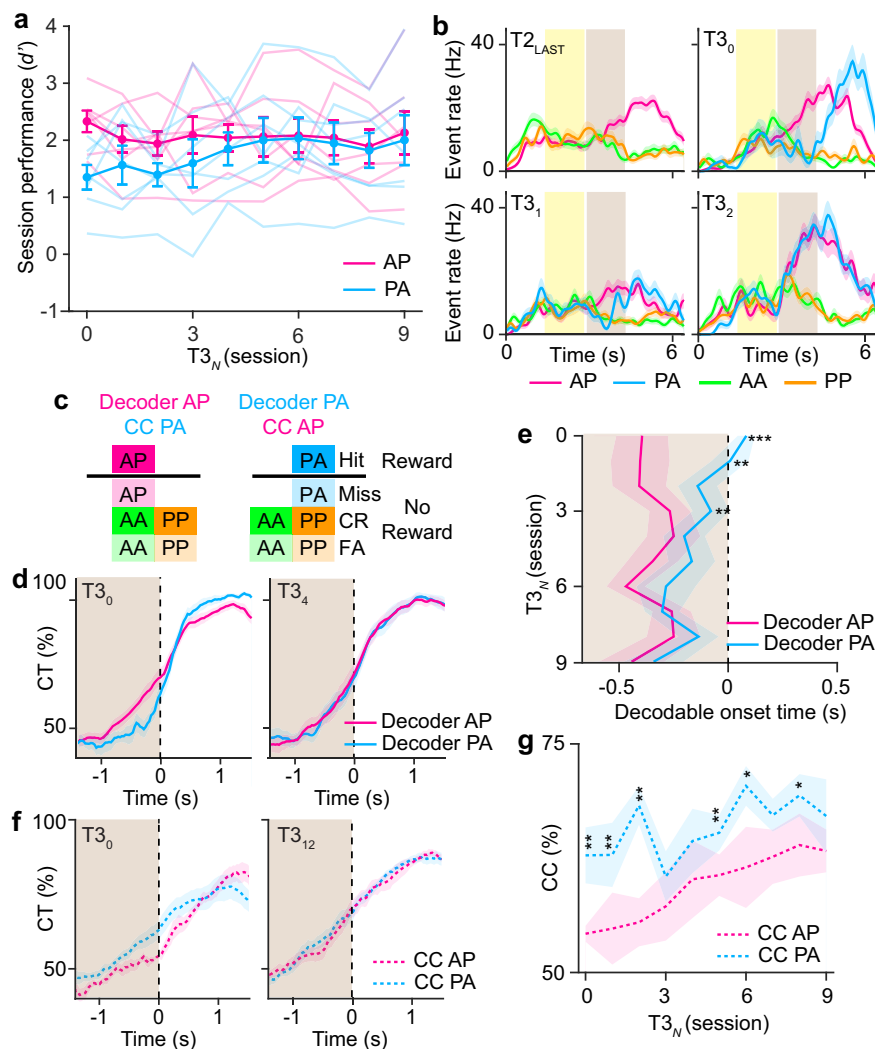 a
Session performance (d')
4
3
2
1
0
-1
AP
PA
0
3
6
9
T3N (session)
b
Event rate (Hz)
40
0
T2LAST
T30
Event rate (Hz)
40
0
T31
T32
0
Time (s)
6
0
Time (s)
6
AP
PA
AA
PP
c
Decoder AP
CC PA
Decoder PA
CC AP
AP
PA
Hit
Reward
AP
PA
Miss
No
Reward
AA
PP
AA
PP
CR
AA
PP
AA
PP
FA
d
CT (%)
100
50
T30
T34
Decoder AP
Decoder PA
-1
0
1
Time (s)
-1
0
1
Time (s)
e
T3N (session)
0
3
6
9
***
**
**
Decoder AP
Decoder PA
-0.5
0
0.5
Decodable onset time (s)
f
CT (%)
100
50
T30
T312
CC AP
CC PA
-1
0
1
Time (s)
-1
0
1
Time (s)
g
CC (%)
75
50
**
**
**
**
*
*
CC AP
CC PA
0
3
6
9
T3N (session)